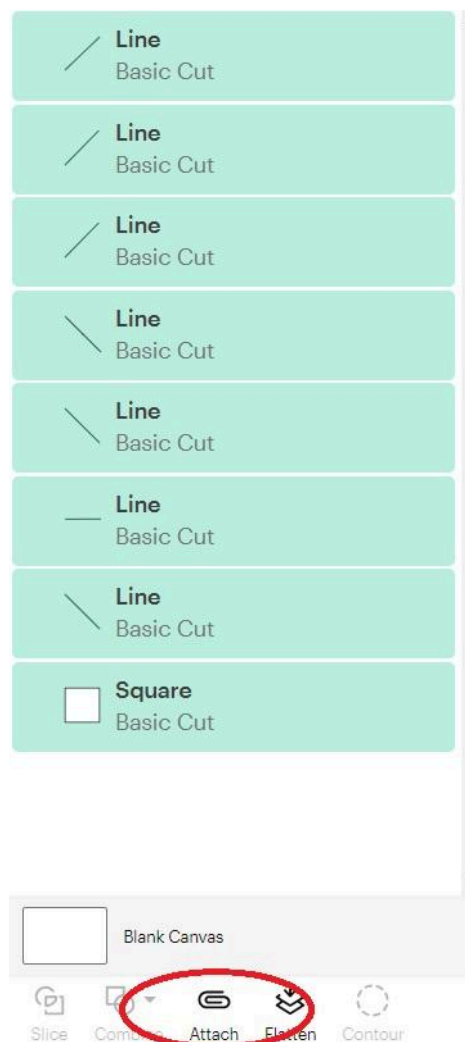 Line
Basic Cut
Line
Basic Cut
Line
Basic Cut
Line
Basic Cut
Line
Basic Cut
Line
Basic Cut
Line
Basic Cut
Square
Basic Cut
Blank Canvas
Slice Combine Attach Flatten Contour